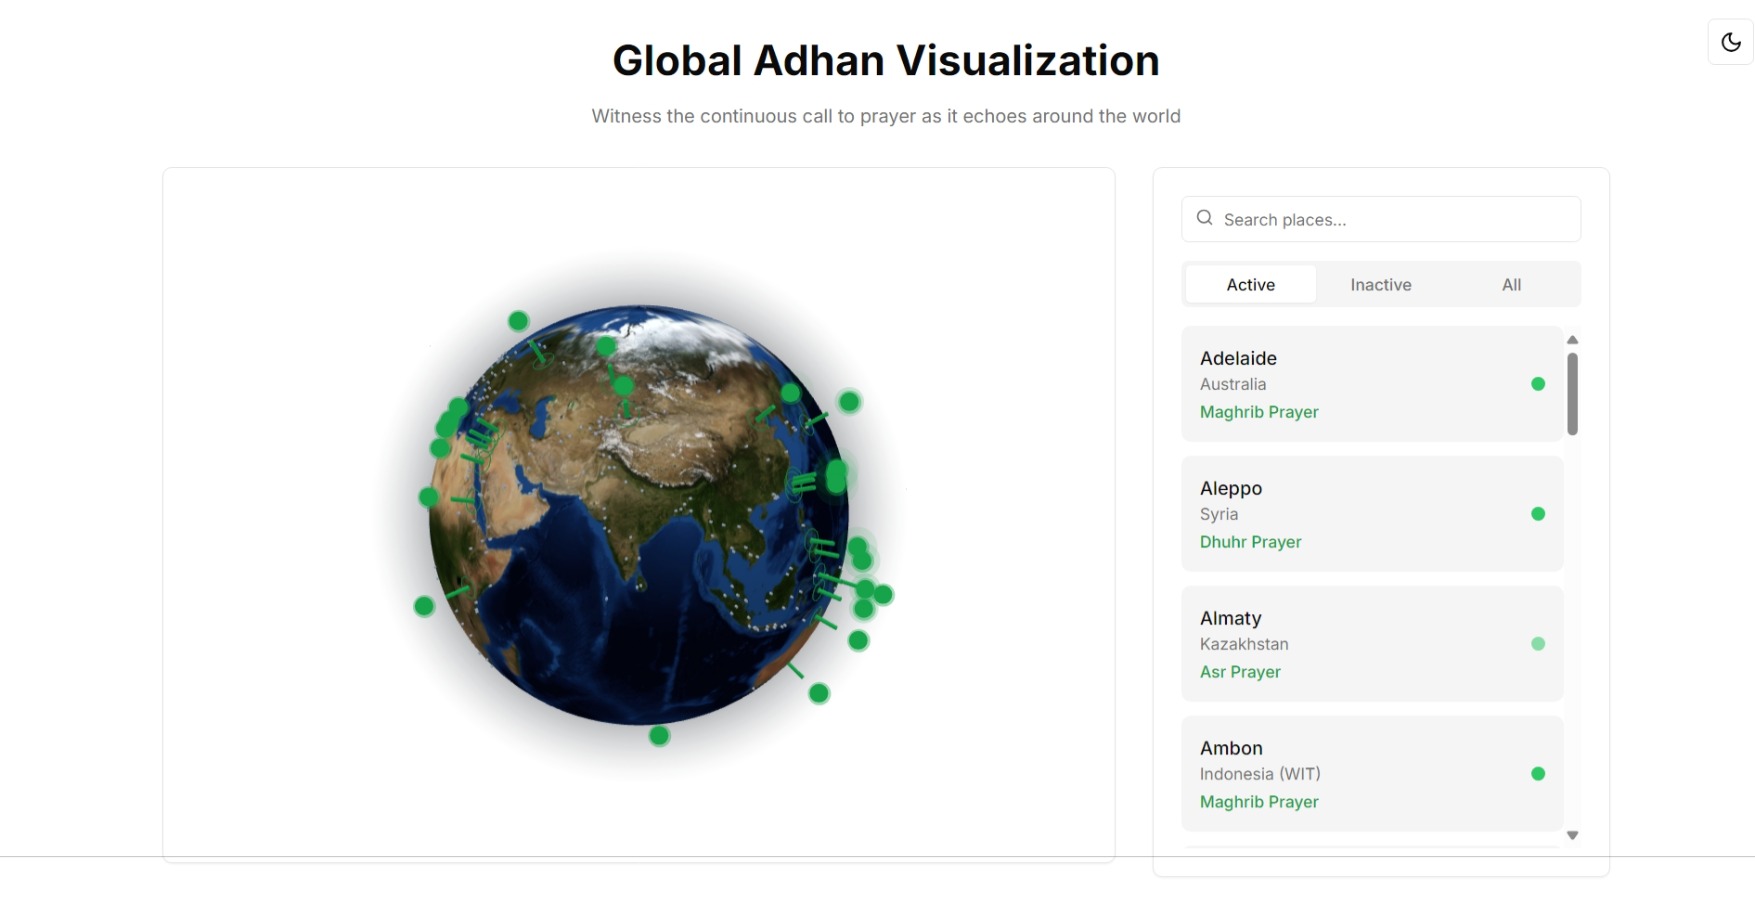 Global Adhan Visualization
Witness the continuous call to prayer as it echoes around the world
Search places...
Active Inactive All
Adelaide
Australia
Maghrib Prayer
Aleppo
Syria
Dhuhr Prayer
Almaty
Kazakhstan
Asr Prayer
Ambon
Indonesia (WIT)
Maghrib Prayer